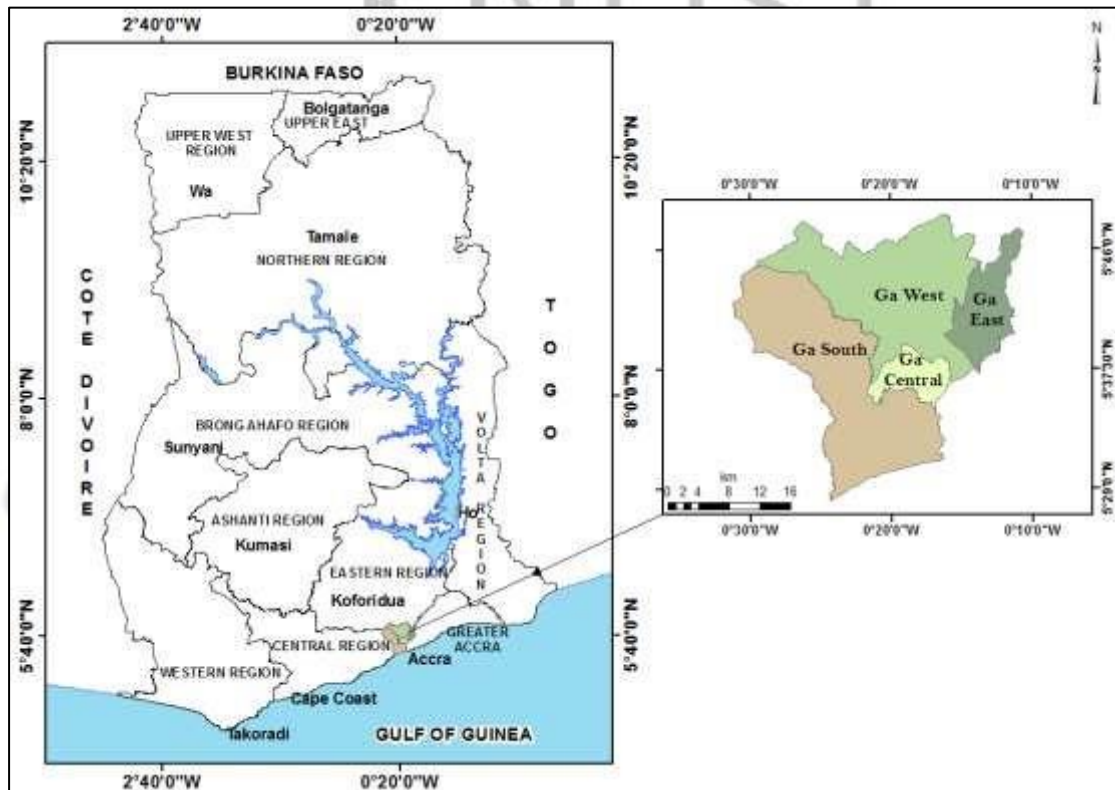 2°40'0"W
0°20'0"W
BURKINA FASO
Bolgatanga
UPPER EAST
UPPER WEST
REGION
Wa
10°20'0"N
10°20'0"N
Tamale
NORTHERN REGION
COTE DIVOIRE
TOGO
8°0'0"N
8°0'0"N
BRONG AHAFO REGION
Sunyani
VOLTA REGION
ASHANTI REGION
Kumasi
Ho
EASTERN REGION
Koforidua
5°40'0"N
5°40'0"N
CENTRAL REGION
GREATER
ACCRA
Accra
WESTERN REGION
Cape Coast
Takoradi
GULF OF GUINEA
2°40'0"W
0°20'0"W
N
0°30'0"W
0°20'0"W
0°10'0"W
Ga West
Ga
East
Ga South
Ga
Central
km
0 2 4 8 12 16
0°30'0"W
0°20'0"W
0°10'0"W